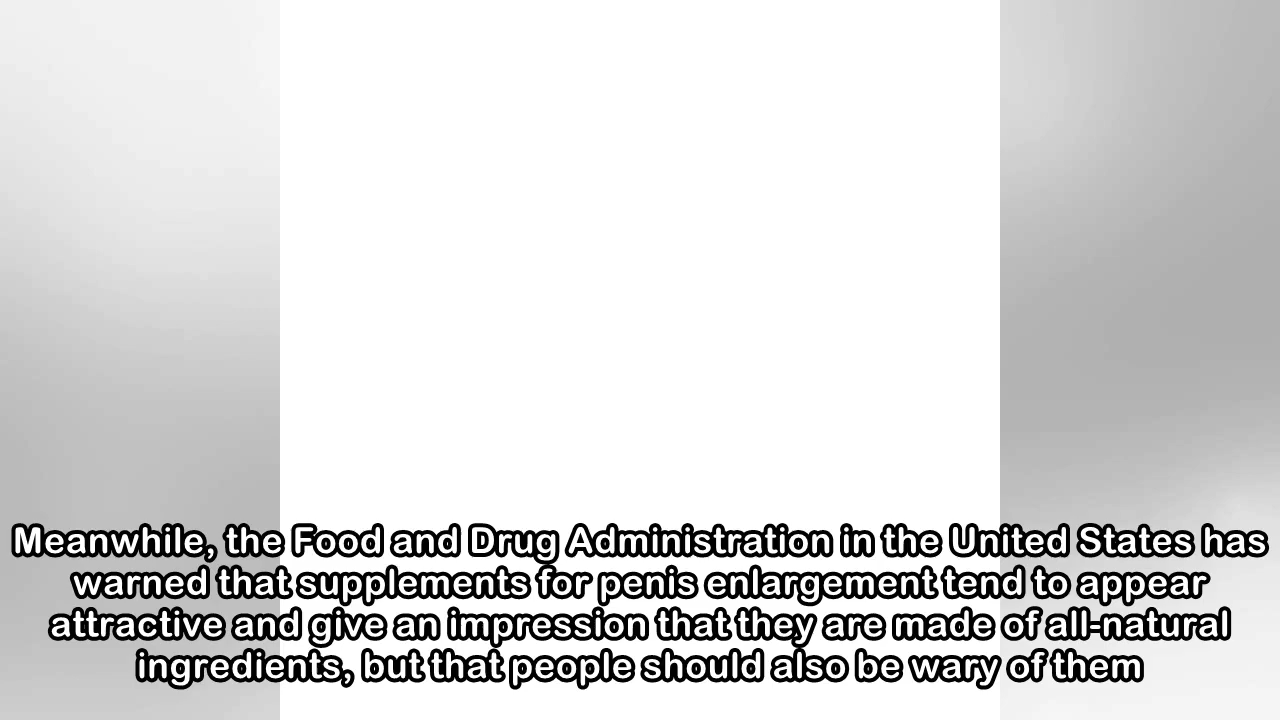 Meanwhile, the Food and Drug Administration in the United States has
warned that supplements for penis enlargement tend to appear
attractive and give an impression that they are made of all-natural
ingredients, but that people should also be wary of them